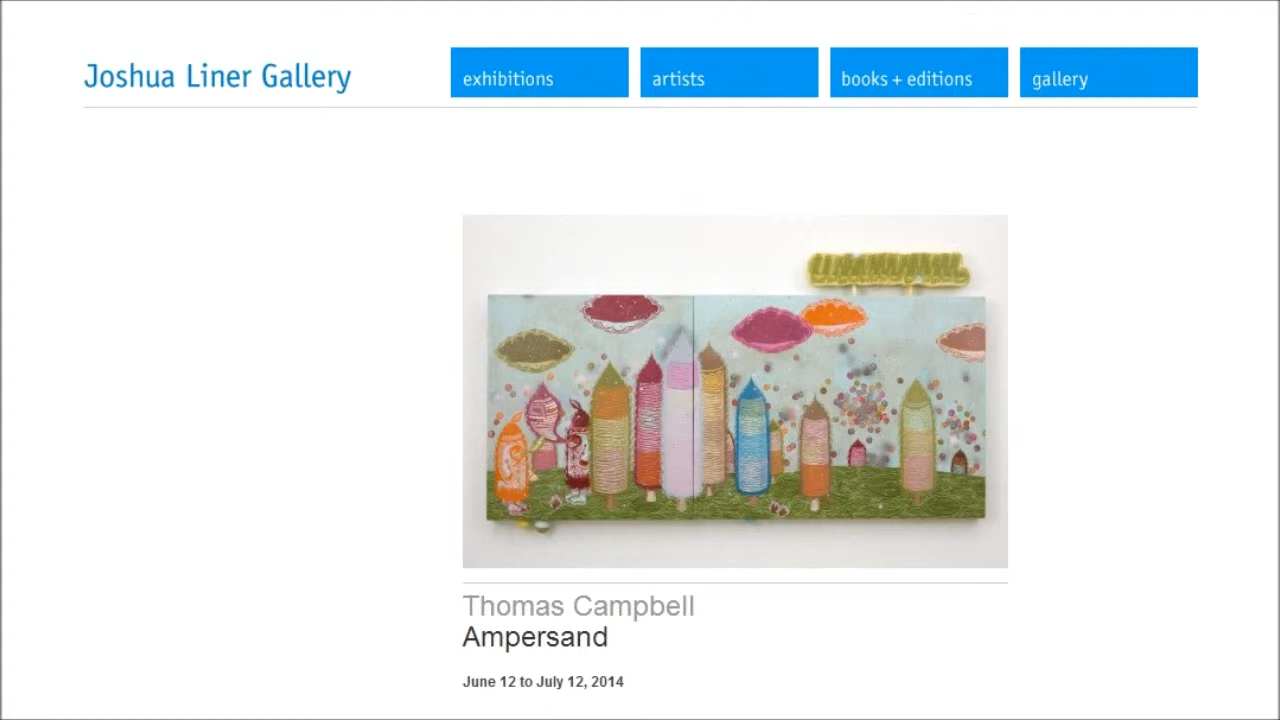 Joshua Liner Gallery
exhibitions
artists
books + editions
gallery
Thomas Campbell
Ampersand
June 12 to July 12, 2014